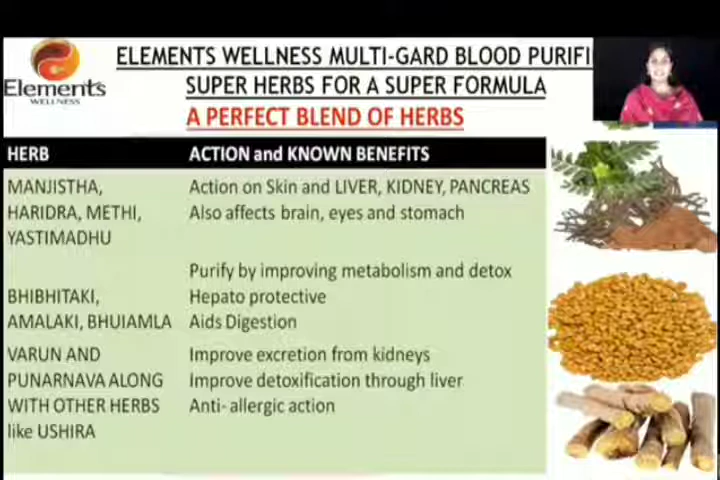 Elements
WELLNESS
ELEMENTS WELLNESS MULTI-GARD BLOOD PURIFI
SUPER HERBS FOR A SUPER FORMULA
A PERFECT BLEND OF HERBS
HERB ACTION and KNOWN BENEFITS
MANJISTHA, Action on Skin and LIVER, KIDNEY, PANCREAS
HARIDRA, METHI, Also affects brain, eyes and stomach
YASTIMADHU
Purify by improving metabolism and detox
BHIBHITAKI, Hepato protective
AMALAKI, BHUIAMLA Aids Digestion
VARUN AND Improve excretion from kidneys
PUNARNAVA ALONG Improve detoxification through liver
WITH OTHER HERBS Anti- allergic action
like USHIRA